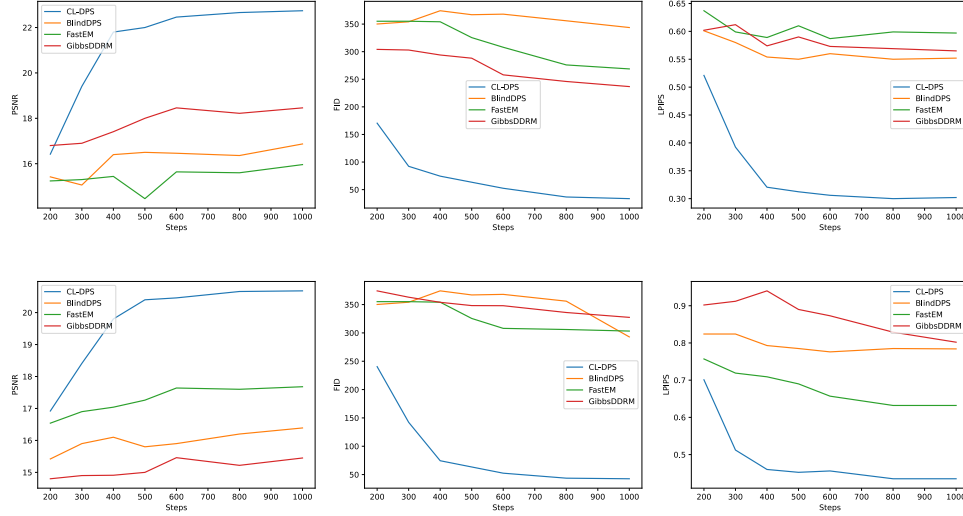 22
20
18
16
PSNR
CL-DPS
BlindDPS
FastEM
GibbsDDRM
200 300 400 500 600 700 800 900 1000
Steps
350
300
250
200
150
100
50
FID
CL-DPS
BlindDPS
FastEM
GibbsDDRM
200 300 400 500 600 700 800 900 1000
Steps
0.65
0.60
0.55
0.50
0.45
0.40
0.35
0.30
LPIPS
CL-DPS
BlindDPS
FastEM
GibbsDDRM
200 300 400 500 600 700 800 900 1000
Steps
20
19
18
17
16
15
PSNR
CL-DPS
BlindDPS
FastEM
GibbsDDRM
200 300 400 500 600 700 800 900 1000
Steps
350
300
250
200
150
100
50
FID
CL-DPS
BlindDPS
FastEM
GibbsDDRM
200 300 400 500 600 700 800 900 1000
Steps
0.9
0.8
0.7
0.6
0.5
LPIPS
CL-DPS
BlindDPS
FastEM
GibbsDDRM
200 300 400 500 600 700 800 900 1000
Steps